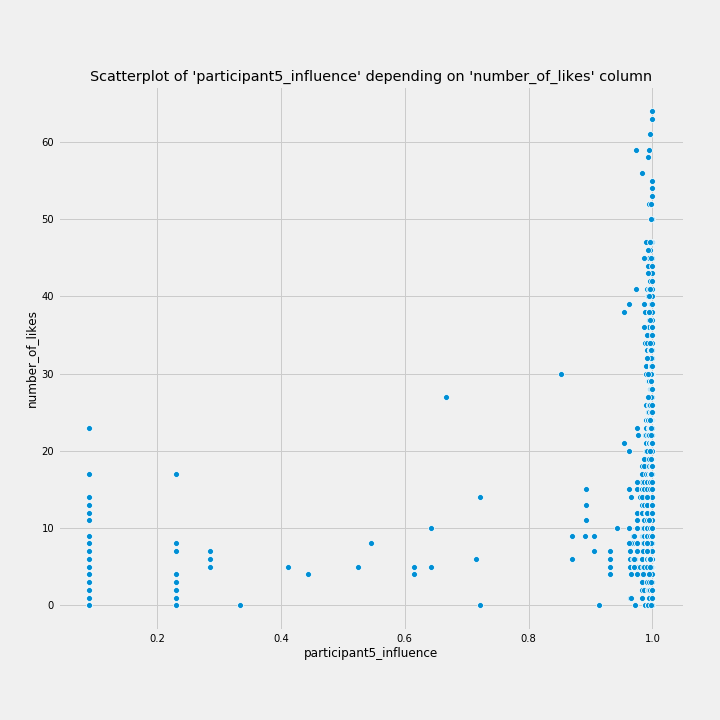 Scatterplot of 'participant5_influence' depending on 'number_of_likes' column
60
50
40
30
20
10
0
number_of_likes
0.2 0.4 0.6 0.8 1.0
participant5_influence